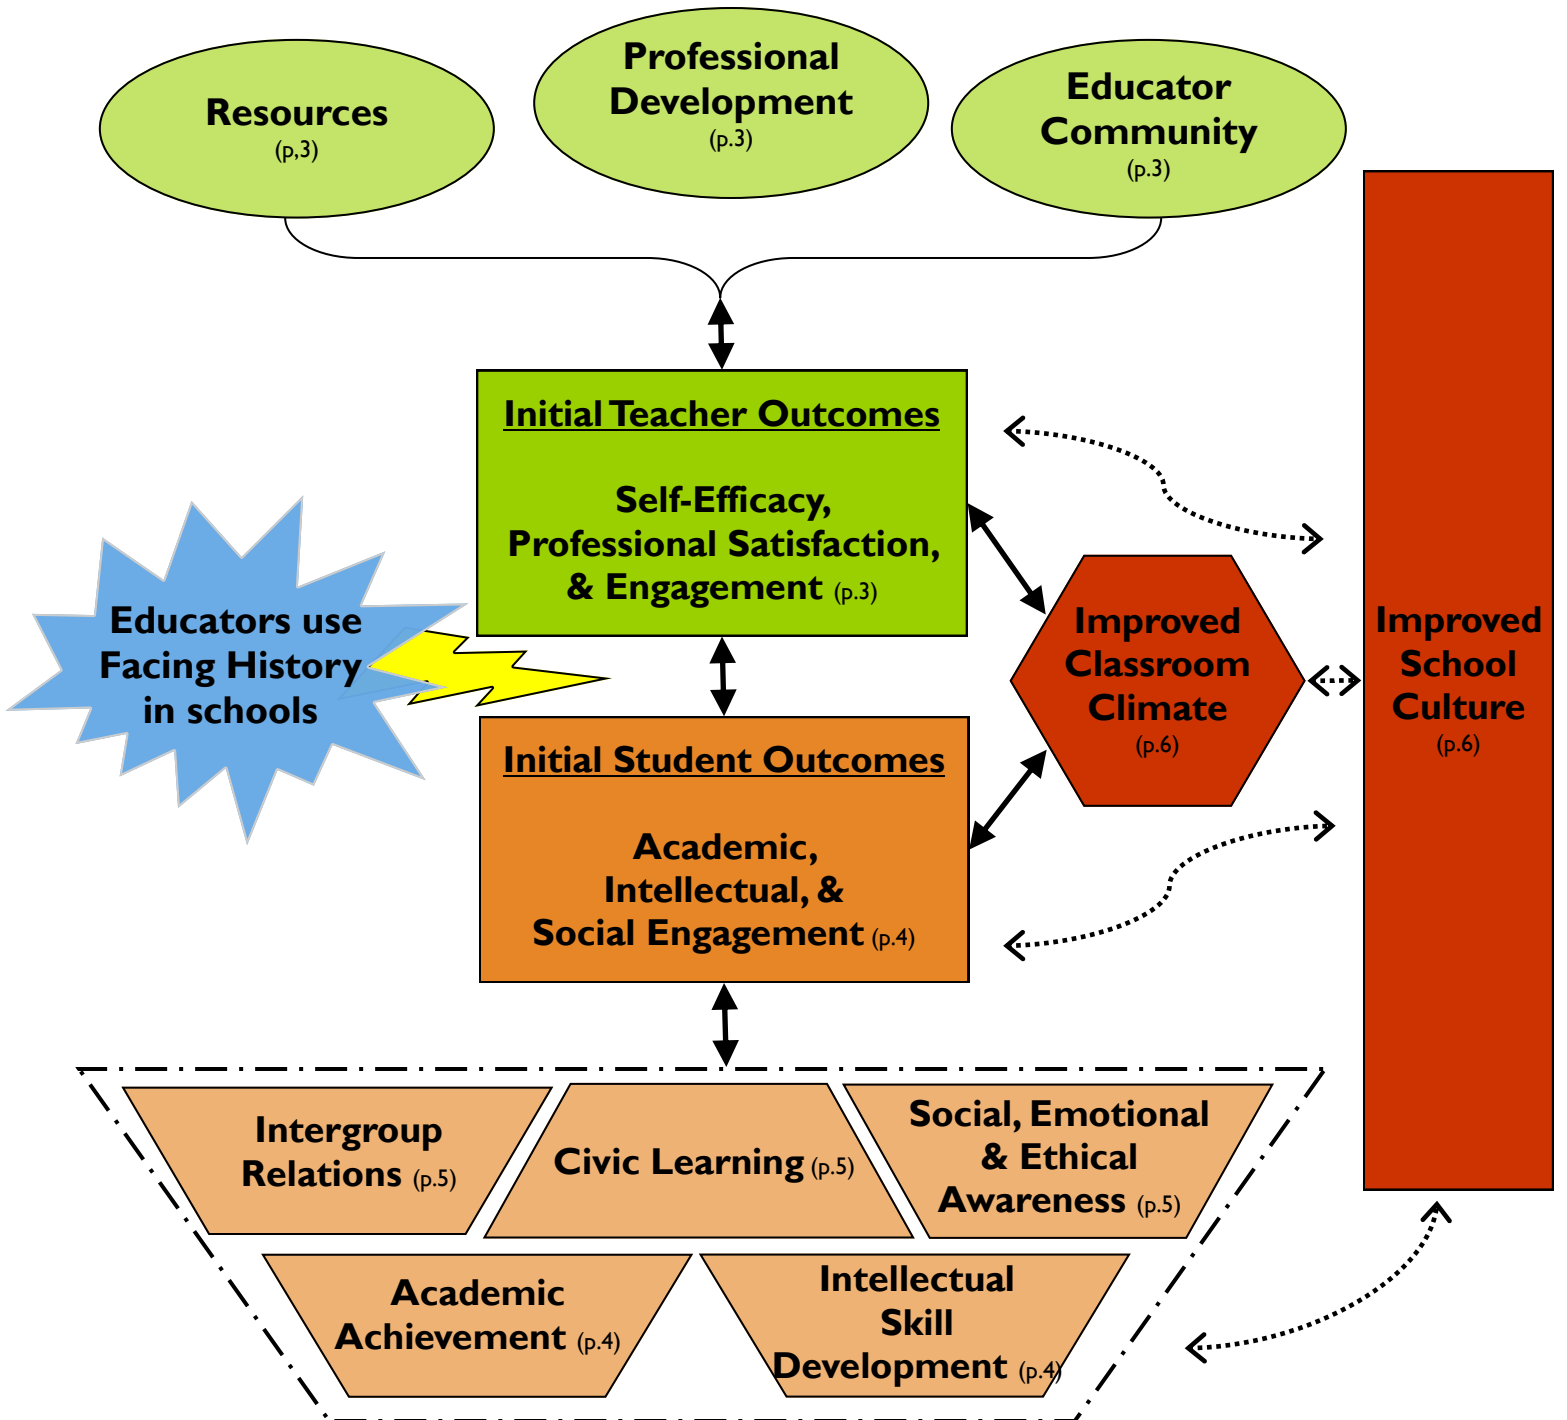 Resources
(p,3)
Professional
Development
(p.3)
Educator
Community
(p.3)
Initial Teacher Outcomes
Self-Efficacy,
Professional Satisfaction,
& Engagement (p.3)
Educators use
Facing History
in schools
Improved
Classroom
Climate
(p.6)
Improved
School
Culture
(p.6)
Initial Student Outcomes
Academic,
Intellectual, &
Social Engagement (p.4)
Intergroup
Relations (p.5)
Civic Learning (p.5)
Social, Emotional
& Ethical
Awareness (p.5)
Academic
Achievement (p.4)
Intellectual
Skill
Development (p.4)